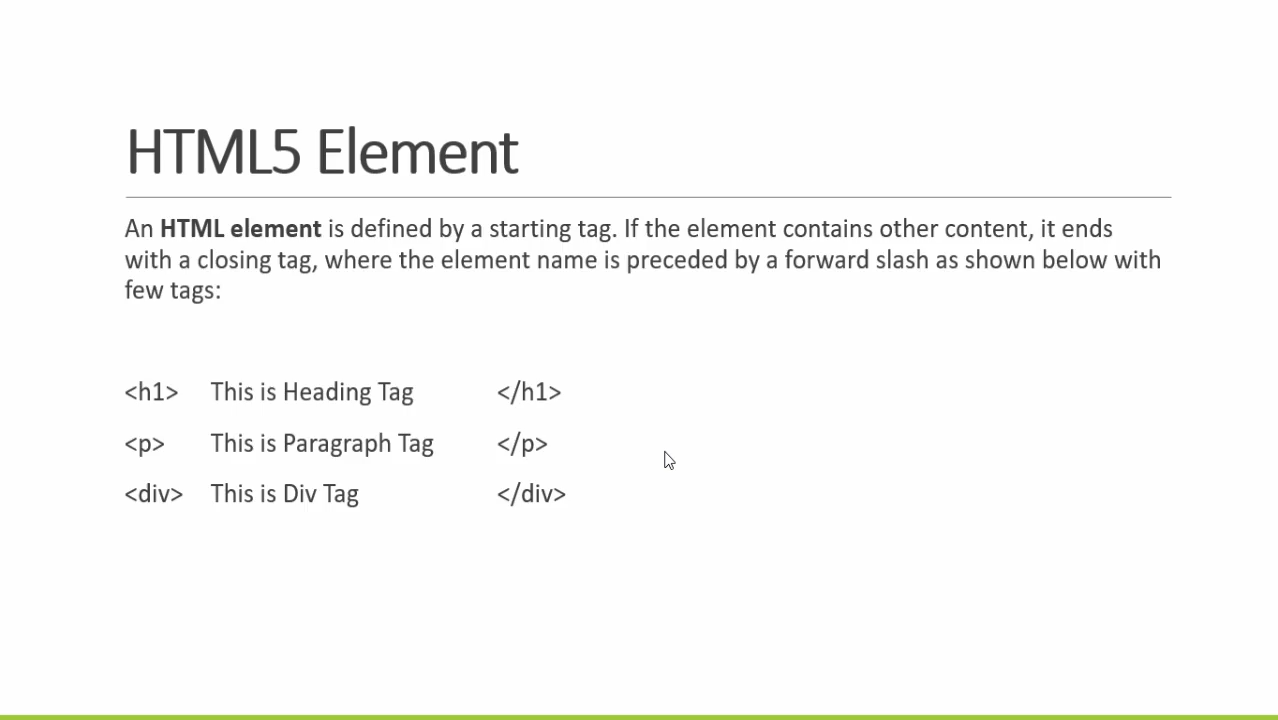 HTML5 Element
An HTML element is defined by a starting tag. If the element contains other content, it ends
with a closing tag, where the element name is preceded by a forward slash as shown below with
few tags:
<h1> This is Heading Tag </h1>
<p> This is Paragraph Tag </p>
<div> This is Div Tag </div>